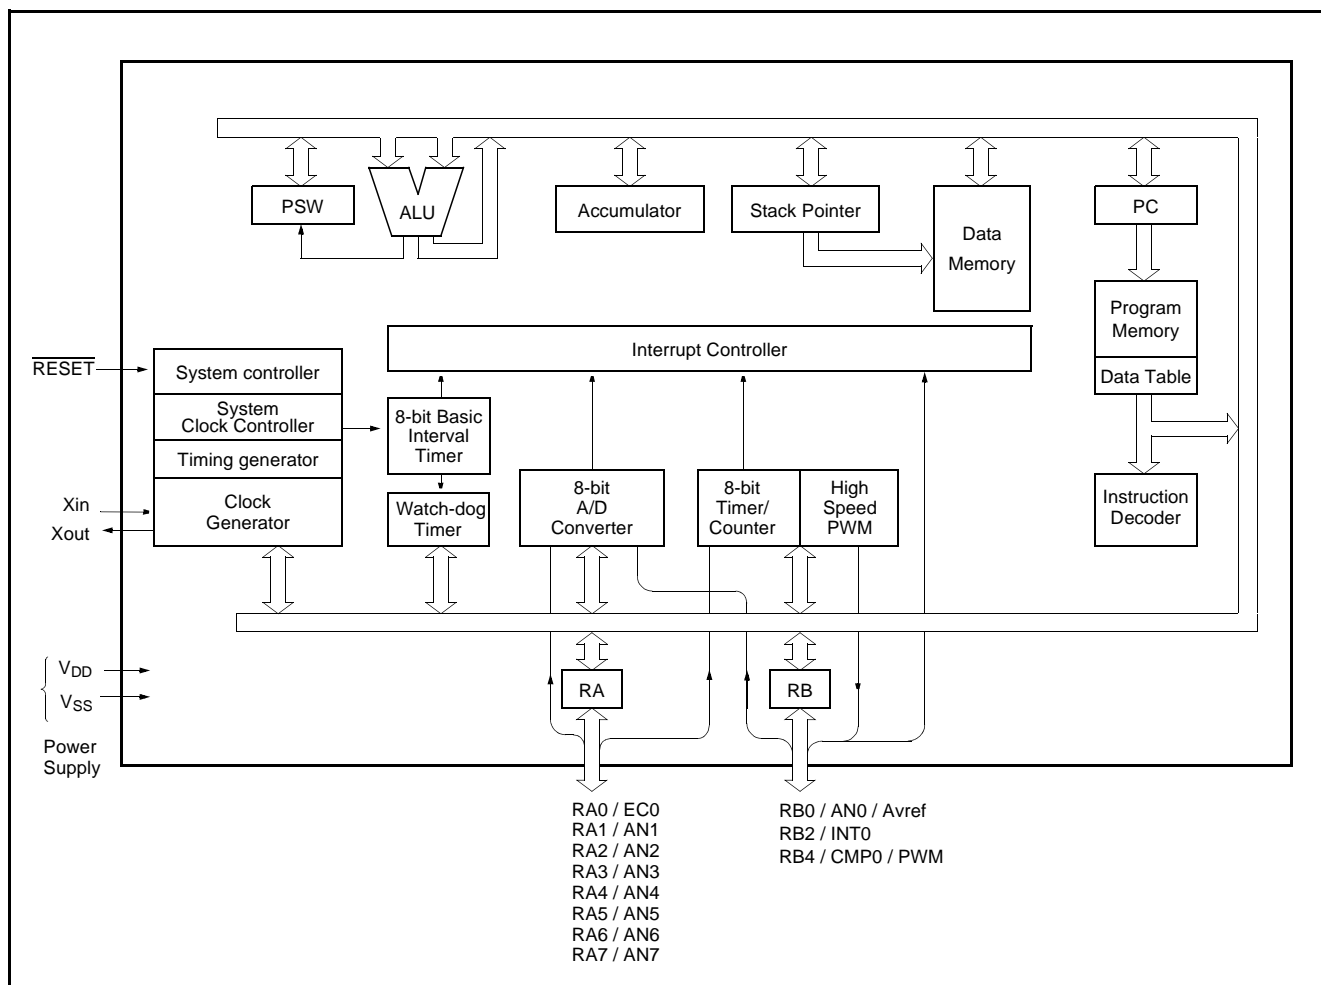 PSW
ALU
Accumulator
Stack Pointer
Data
Memory
PC
Program
Memory
Data Table
Instruction
Decoder
Interrupt Controller
RESET
System controller
System
Clock Controller
Timing generator
Clock
Generator
Xin
Xout
8-bit Basic
Interval
Timer
Watch-dog
Timer
8-bit
A/D
Converter
8-bit
Timer/
Counter
High
Speed
PWM
VDD
VSS
Power
Supply
RA
RB
RA0 / EC0
RA1 / AN1
RA2 / AN2
RA3 / AN3
RA4 / AN4
RA5 / AN5
RA6 / AN6
RA7 / AN7
RB0 / AN0 / Avref
RB2 / INT0
RB4 / CMP0 / PWM